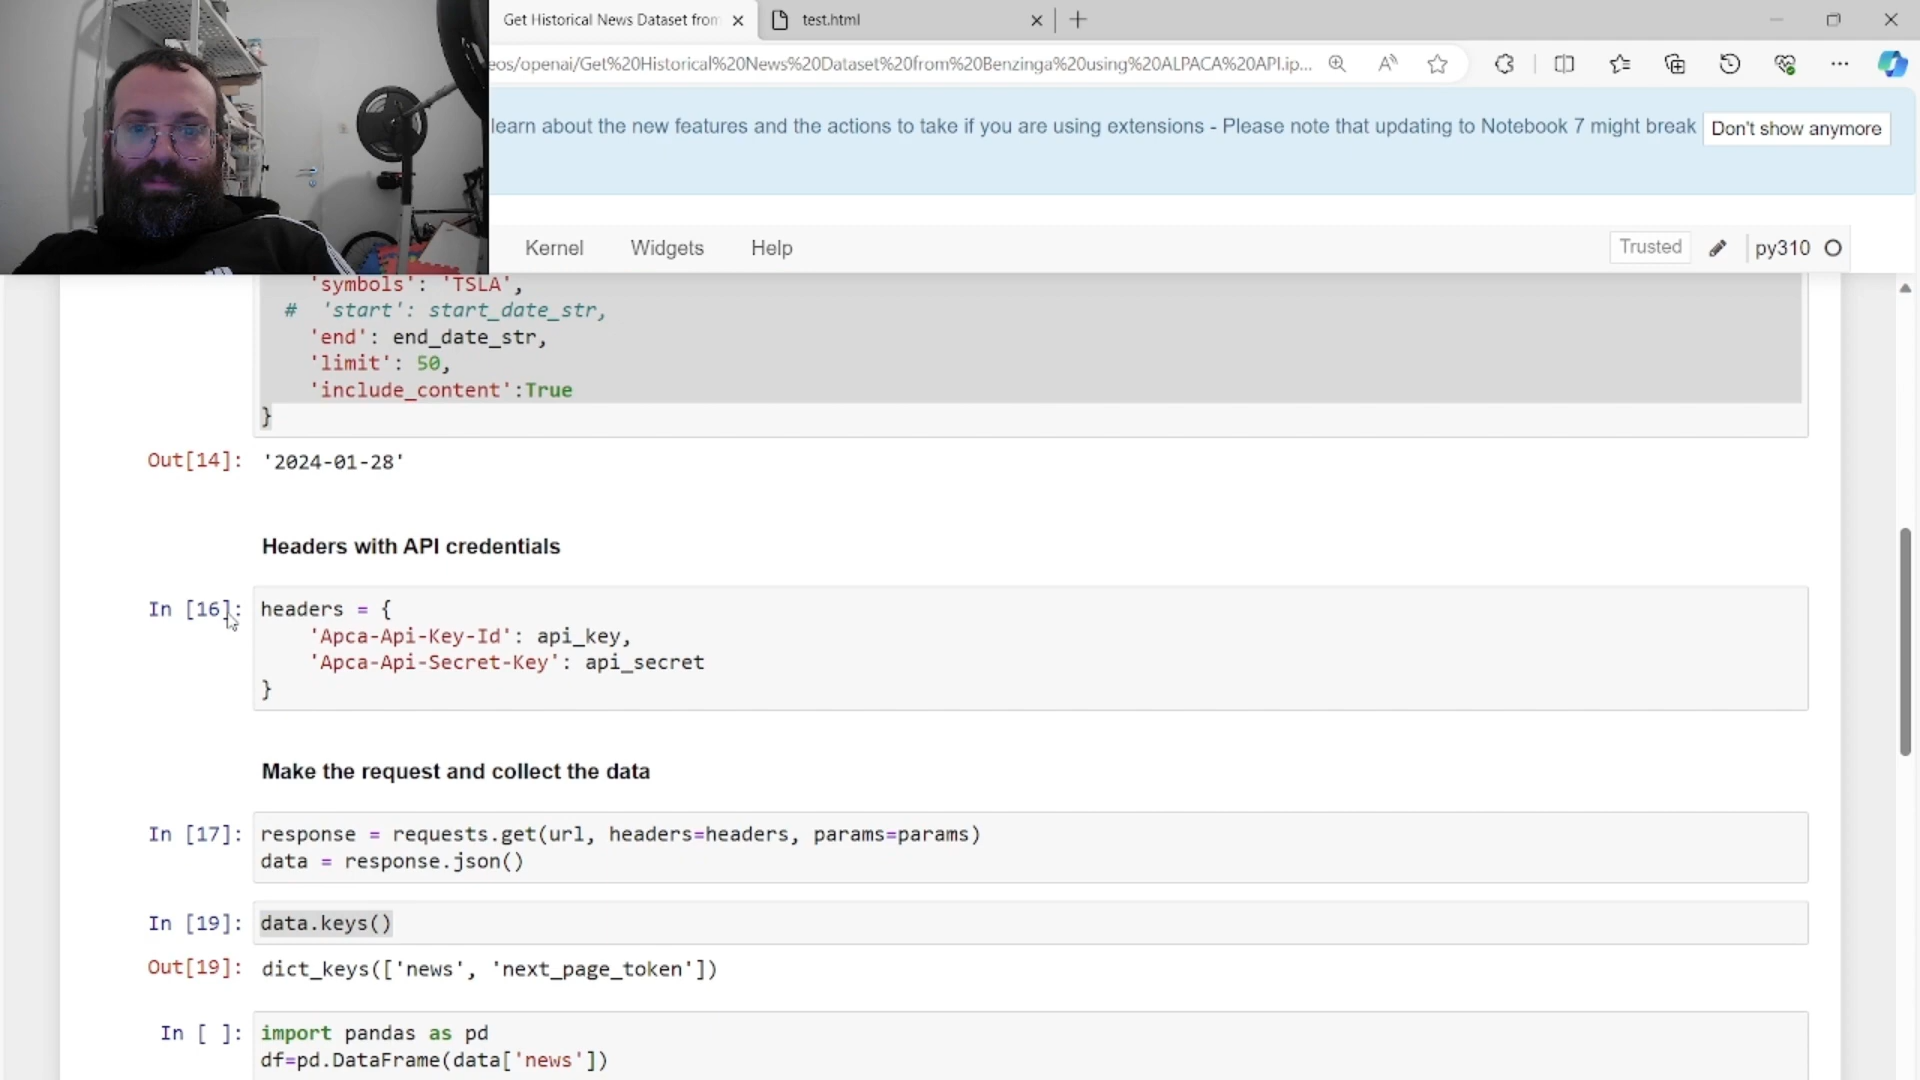 Get Historical News Dataset from
test.html
eos/openai/Get%20Historical%20News%20Dataset%20from%20Benzinga%20using%20ALPACA%20API.ip...
learn about the new features and the actions to take if you are using extensions - Please note that updating to Notebook 7 might break
Don't show anymore
Kernel Widgets Help
Trusted
py310
'symbols': 'TSLA',
# 'start': start_date_str,
'end': end_date_str,
'limit': 50,
'include_content':True
}
Out[14]: '2024-01-28'
Headers with API credentials
In [16]: headers = {
'Apca-Api-Key-Id': api_key,
'Apca-Api-Secret-Key': api_secret
}
Make the request and collect the data
In [17]: response = requests.get(url, headers=headers, params=params)
data = response.json()
In [19]: data.keys()
Out[19]: dict_keys(['news', 'next_page_token'])
In [ ]: import pandas as pd
df=pd.DataFrame(data['news'])